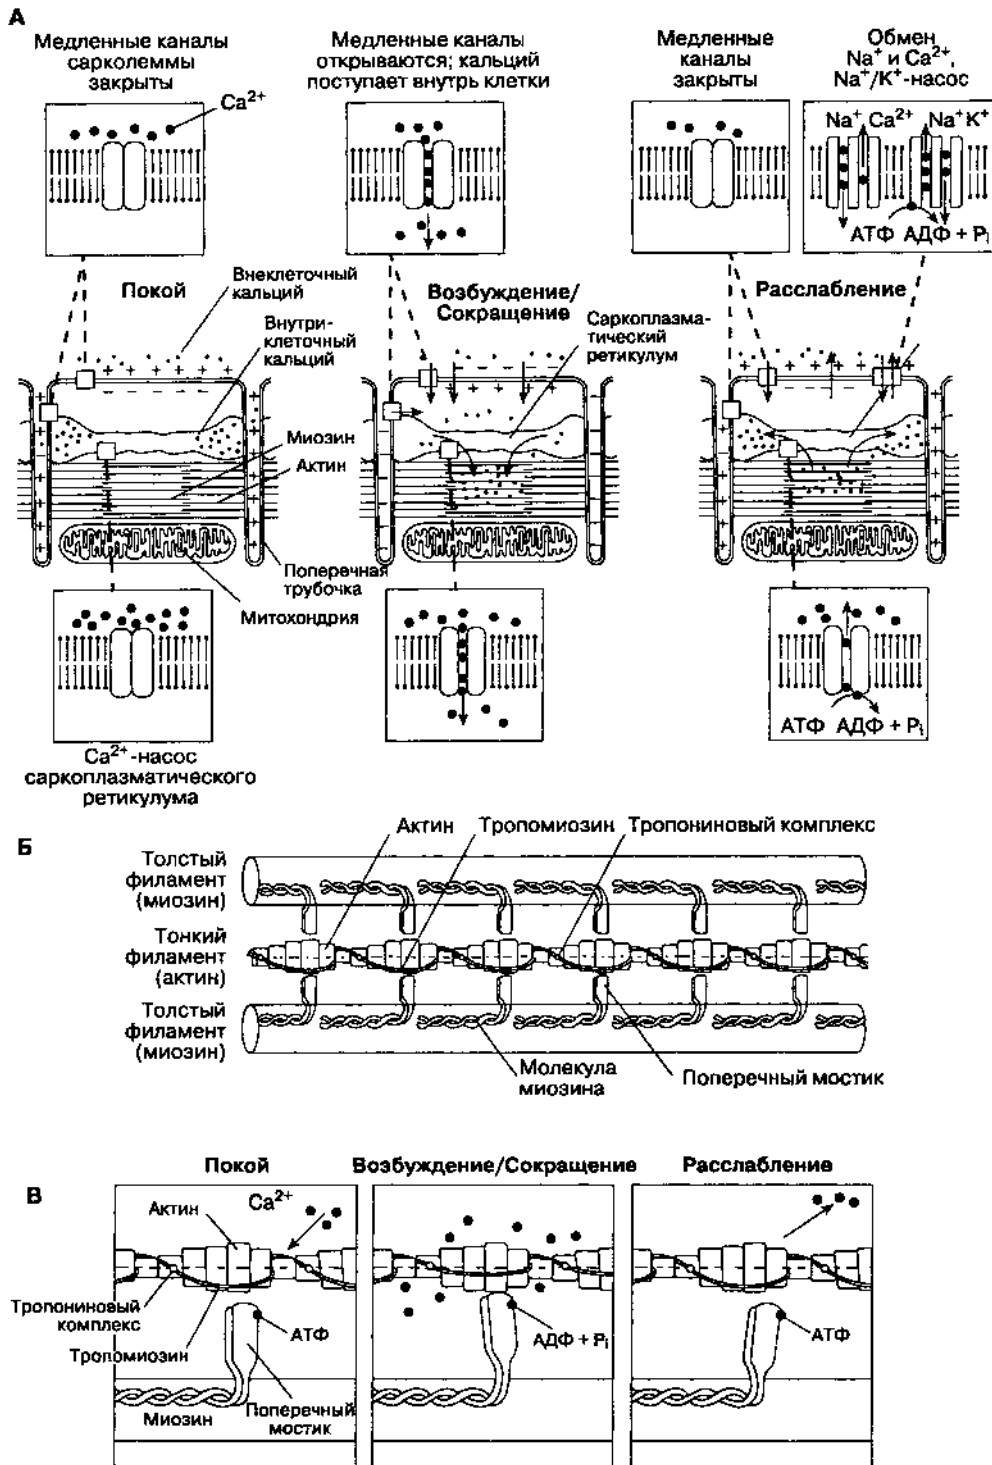 А
Медленные каналы
сарколеммы
закрыты
Ca²⁺
Медленные каналы
открываются; кальций
поступает внутрь клетки
Медленные
каналы
закрыты
Обмен
Na⁺ и Ca²⁺,
Na⁺/K⁺-насос
Na⁺ Ca²⁺ Na⁺ K⁺
АТФ АДФ + Pᵢ
Покой
Внеклеточный
кальций
Внутри-
клеточный
кальций
Возбуждение/
Сокращение
Саркоплазма-
тический
ретикулум
Расслабление
Миозин
Актин
Поперечная
трубочка
Митохондрия
Ca²⁺-насос
саркоплазматического
ретикулума
АТФ АДФ + Pᵢ
Б
Актин
Тропомиозин
Тропониновый комплекс
Толстый
филамент
(миозин)
Тонкий
филамент
(актин)
Толстый
филамент
(миозин)
Молекула
миозина
Поперечный мостик
В
Покой
Возбуждение/Сокращение
Расслабление
Актин
Ca²⁺
Тропониновый
комплекс
Тропомиозин
АТФ
Миозин
Поперечный
мостик
АДФ + Pᵢ
АТФ